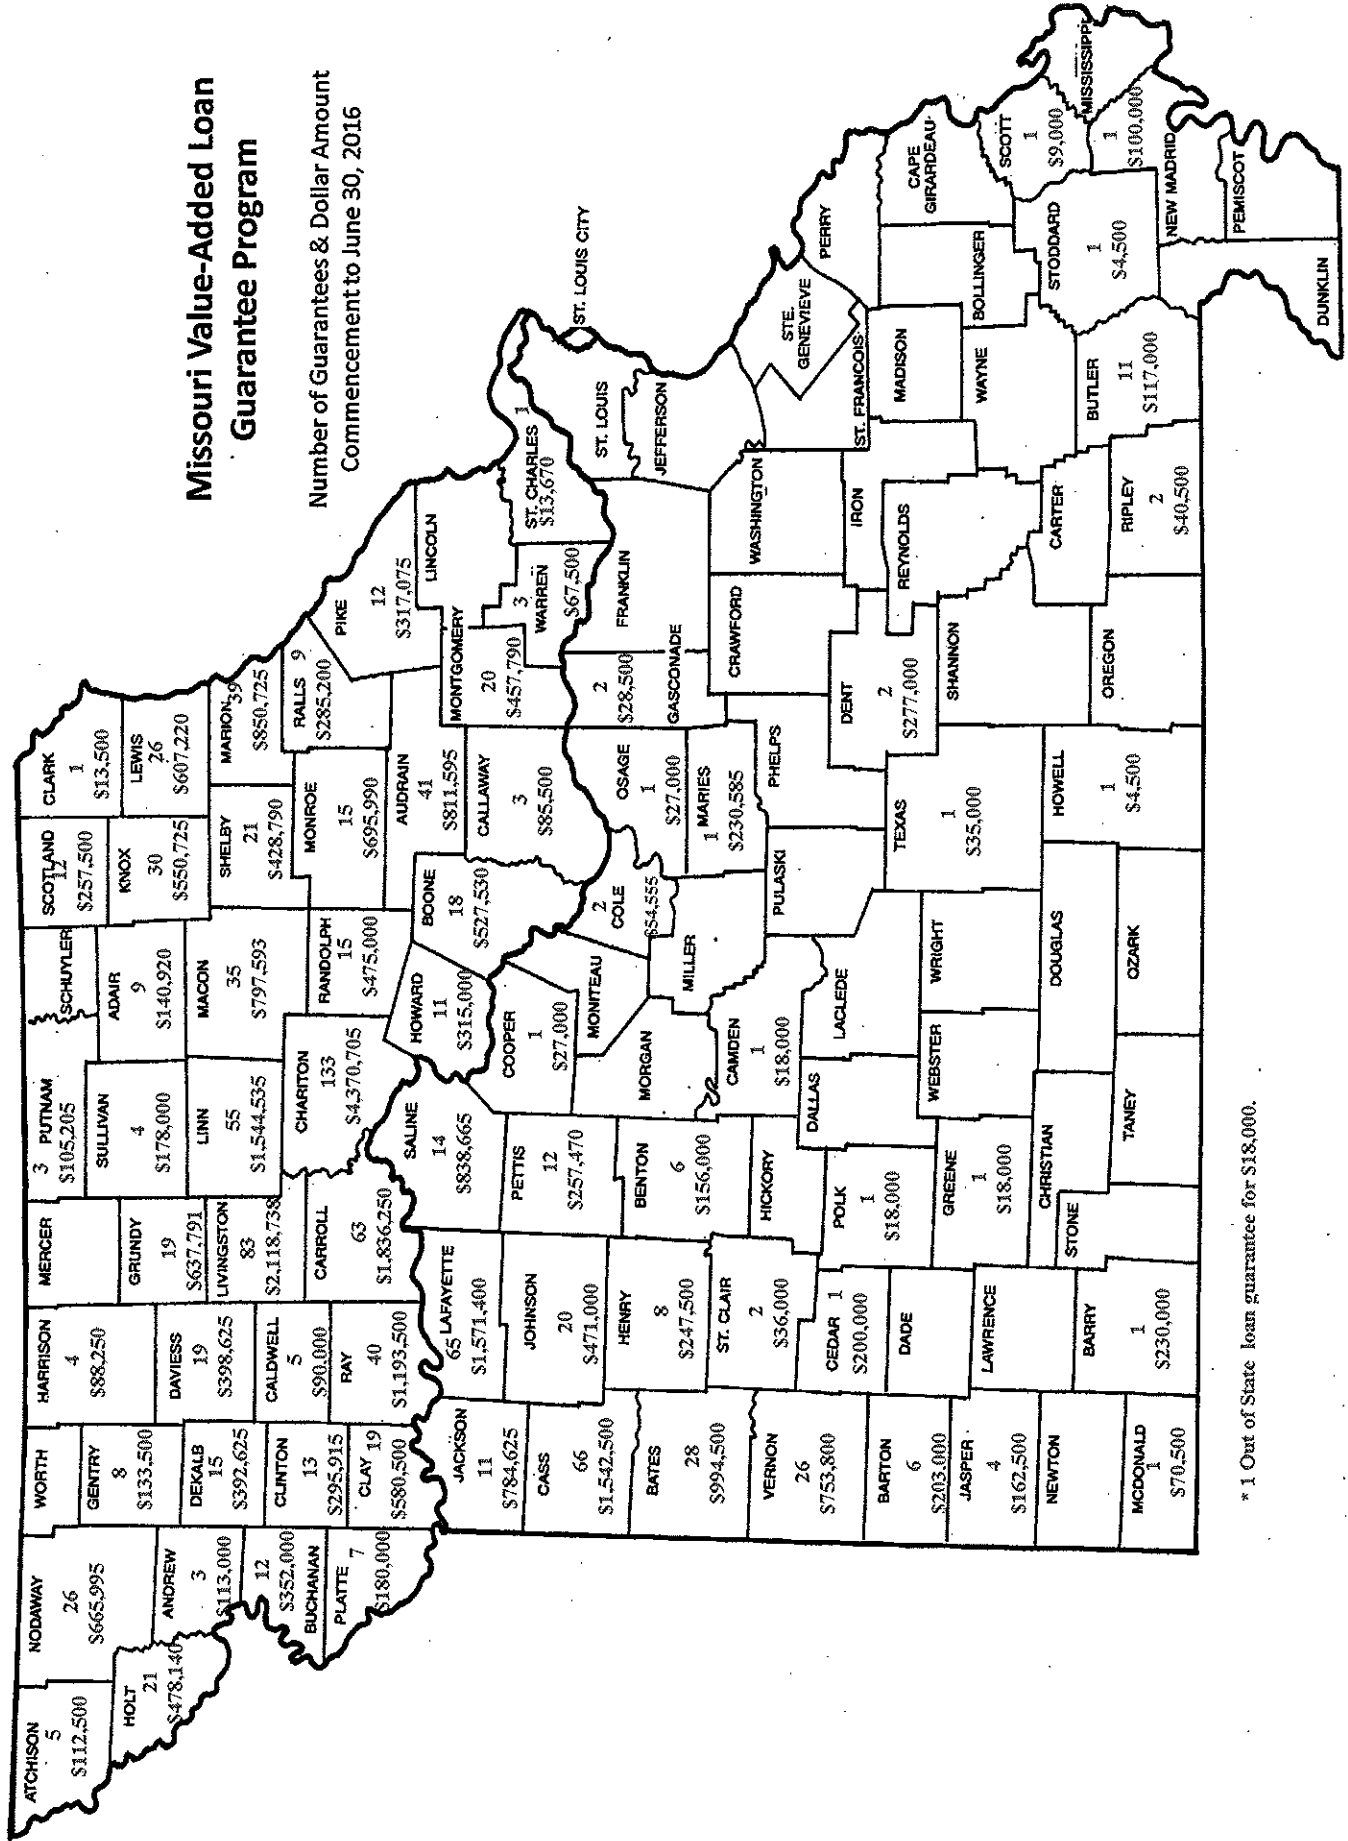 Missouri Value-Added Loan
Guarantee Program
Number of Guarantees & Dollar Amount
Commencement to June 30, 2016
ATCHISON
5
$112,500
NODAWAY
26
$665,995
HOLT
21
$478,140
ANDREW
3
$113,000
12
$352,000
BUCHANAN
PLATTE 7
$180,000
WORTH
GENTRY
8
$133,500
DEKALB
15
$392,625
CLINTON
13
$295,915
CLAY 19
$580,500
HARRISON
4
$88,250
DAVIESS
19
$398,625
CALDWELL
5
$90,000
RAY
40
$1,193,500
MERCER
GRUNDY
19
$637,791
LIVINGSTON
83
$2,118,738
CARROLL
63
$1,836,250
3 PUTNAM
$105,205
SULLIVAN
4
$178,000
LINN
55
$1,544,535
CHARITON
133
$4,370,705
SCHUYLER
ADAIR
9
$140,920
MACON
35
$797,593
RANDOLPH
15
$475,000
HOWARD
11
$315,000
SCOTLAND
12
$257,500
KNOX
30
$550,725
SHELBY
21
$428,790
MONROE
15
$695,990
AUDRAIN
41
$811,595
BOONE
18
$527,530
CALLAWAY
3
$85,500
CLARK
1
$13,500
LEWIS
26
$607,220
MARION 39
$850,725
RALLS 9
$285,200
PIKE
12
$317,075
LINCOLN
MONTGOMERY
20
$457,790
3
WARREN
$67,500
1
ST. CHARLES
$13,670
ST. LOUIS CITY
ST. LOUIS
JEFFERSON
FRANKLIN
2
$28,500
GASCONADE
OSAGE
1
$27,000
MARIES
1
$230,585
2
COLE
$54,555
MILLER
MONITEAU
COOPER
1
$27,000
MORGAN
CAMDEN
1
$18,000
SALINE
14
$838,665
PETTIS
12
$257,470
BENTON
6
$156,000
HICKORY
65 LAFAYETTE
$1,571,400
JOHNSON
20
$471,000
HENRY
8
$247,500
ST. CLAIR
2
$36,000
JACKSON
11
$784,625
CASS
66
$1,542,500
BATES
28
$994,500
VERNON
26
$753,800
BARTON
6
$203,000
JASPER
4
$162,500
NEWTON
MCDONALD
1
$70,500
CEDAR 1
$200,000
DADE
LAWRENCE
BARRY
1
$230,000
POLK
1
$18,000
GREENE
1
$18,000
CHRISTIAN
STONE
TANEY
DALLAS
WEBSTER
LACLEDE
WRIGHT
DOUGLAS
OZARK
PULASKI
PHELPS
TEXAS
1
$35,000
HOWELL
1
$4,500
DENT
2
$277,000
SHANNON
OREGON
CRAWFORD
WASHINGTON
IRON
REYNOLDS
CARTER
RIPLEY
2
$40,500
STE.
GENEVIEVE
ST. FRANCOIS
PERRY
MADISON
WAYNE
BUTLER
11
$117,000
BOLLINGER
CAPE
GIRARDEAU
STODDARD
1
$4,500
SCOTT
1
$9,000
MISSISSIPPI
1
$100,000
NEW MADRID
PEMISCOT
DUNKLIN
* 1 Out of State loan guarantee for $18,000.